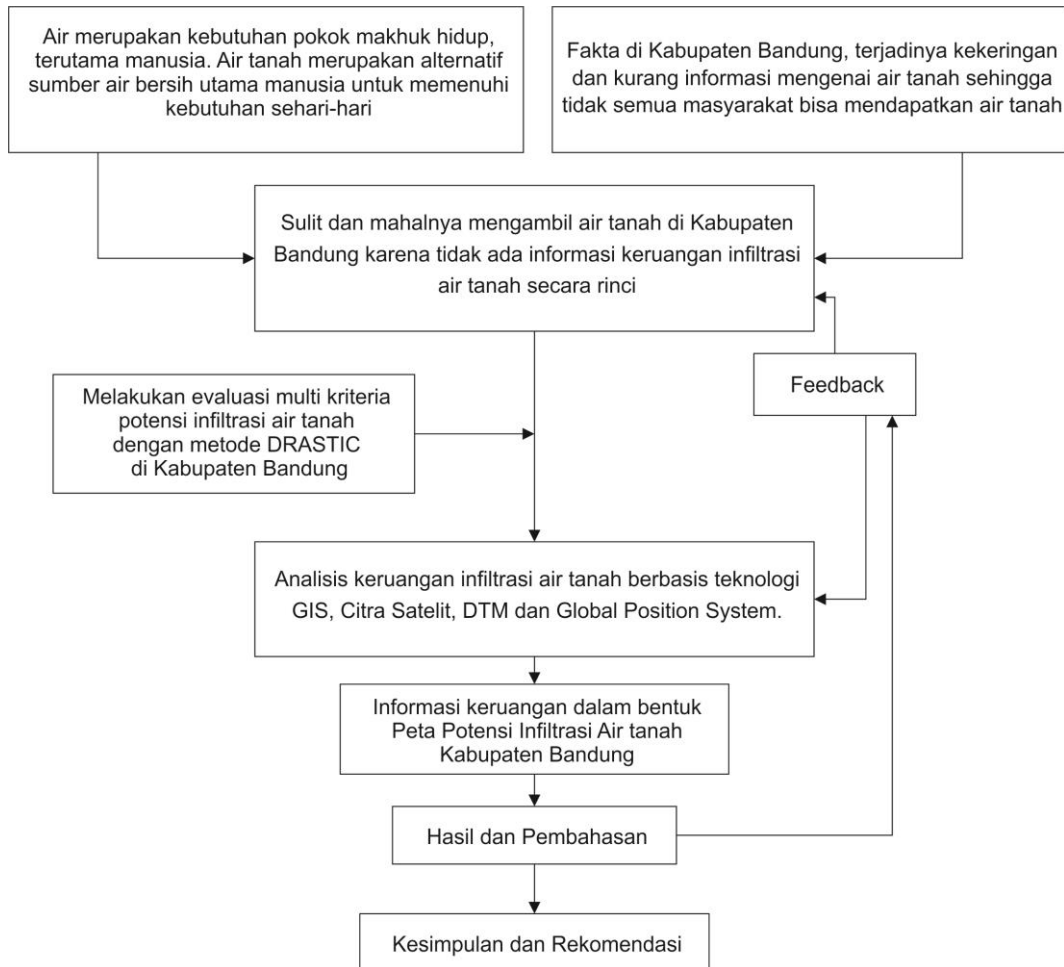 Air merupakan kebutuhan pokok makhuk hidup,
terutama manusia. Air tanah merupakan alternatif
sumber air bersih utama manusia untuk memenuhi
kebutuhan sehari-hari
Fakta di Kabupaten Bandung, terjadinya kekeringan
dan kurang informasi mengenai air tanah sehingga
tidak semua masyarakat bisa mendapatkan air tanah
Sulit dan mahalnya mengambil air tanah di Kabupaten
Bandung karena tidak ada informasi keruangan infiltrasi
air tanah secara rinci
Feedback
Melakukan evaluasi multi kriteria
potensi infiltrasi air tanah
dengan metode DRASTIC
di Kabupaten Bandung
Analisis keruangan infiltrasi air tanah berbasis teknologi
GIS, Citra Satelit, DTM dan Global Position System.
Informasi keruangan dalam bentuk
Peta Potensi Infiltrasi Air tanah
Kabupaten Bandung
Hasil dan Pembahasan
Kesimpulan dan Rekomendasi